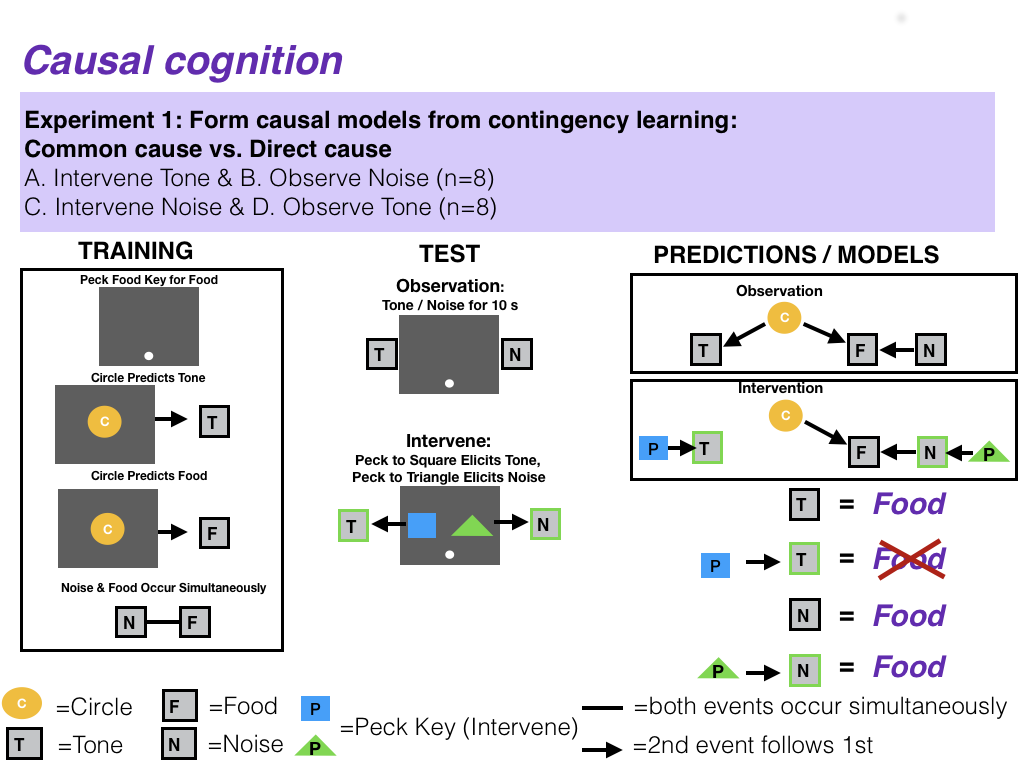 Causal cognition
Experiment 1: Form causal models from contingency learning:
Common cause vs. Direct cause
A. Intervene Tone & B. Observe Noise (n=8)
C. Intervene Noise & D. Observe Tone (n=8)
TRAINING
Peck Food Key for Food
Circle Predicts Tone
C
T
Circle Predicts Food
C
F
Noise & Food Occur Simultaneously
N F
TEST
Observation:
Tone / Noise for 10 s
T N
Intervene:
Peck to Square Elicits Tone,
Peck to Triangle Elicits Noise
T N
PREDICTIONS / MODELS
Observation
C
T F N
Intervention
C
P T F N P
T = Food
P T = Food
N = Food
P N = Food
C =Circle
F =Food
P
=Peck Key (Intervene)
=both events occur simultaneously
T =Tone
N =Noise
P
=2nd event follows 1st